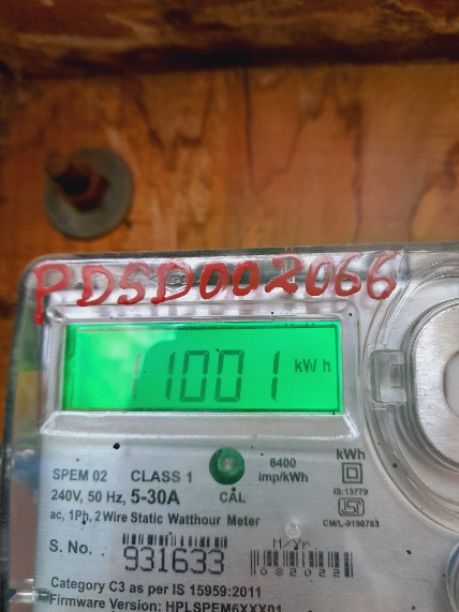 PDSD002066
11001 kWh
SPEM 02 CLASS 1 6400 imp/kWh kWh
240V, 50 Hz, 5-30A CAL IS:13779
ac, 1Ph, 2 Wire Static Watthour Meter
CM/L-9190783
S. No. 931633
082022
Category C3 as per IS 15959:2011
Firmware Version: HPLSPEM6XXX01